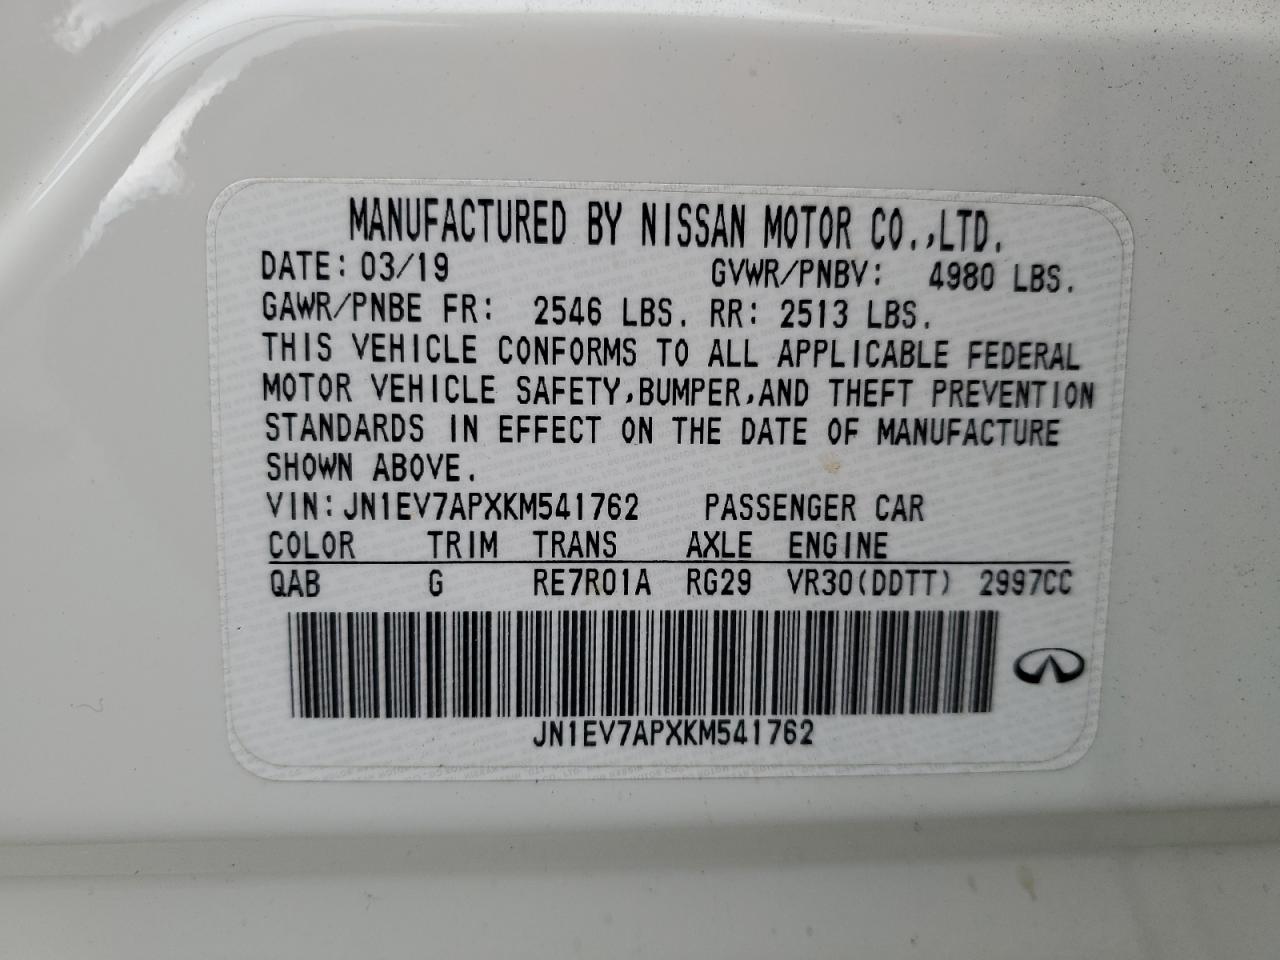 MANUFACTURED BY NISSAN MOTOR CO.,LTD.
DATE: 03/19 GVWR/PNBV: 4980 LBS.
GAWR/PNBE FR: 2546 LBS. RR: 2513 LBS.
THIS VEHICLE CONFORMS TO ALL APPLICABLE FEDERAL
MOTOR VEHICLE SAFETY,BUMPER,AND THEFT PREVENTION
STANDARDS IN EFFECT ON THE DATE OF MANUFACTURE
SHOWN ABOVE.
VIN:JN1EV7APXKM541762 PASSENGER CAR
COLOR TRIM TRANS AXLE ENGINE
QAB G RE7R01A RG29 VR30(DDTT) 2997CC
JN1EV7APXKM541762